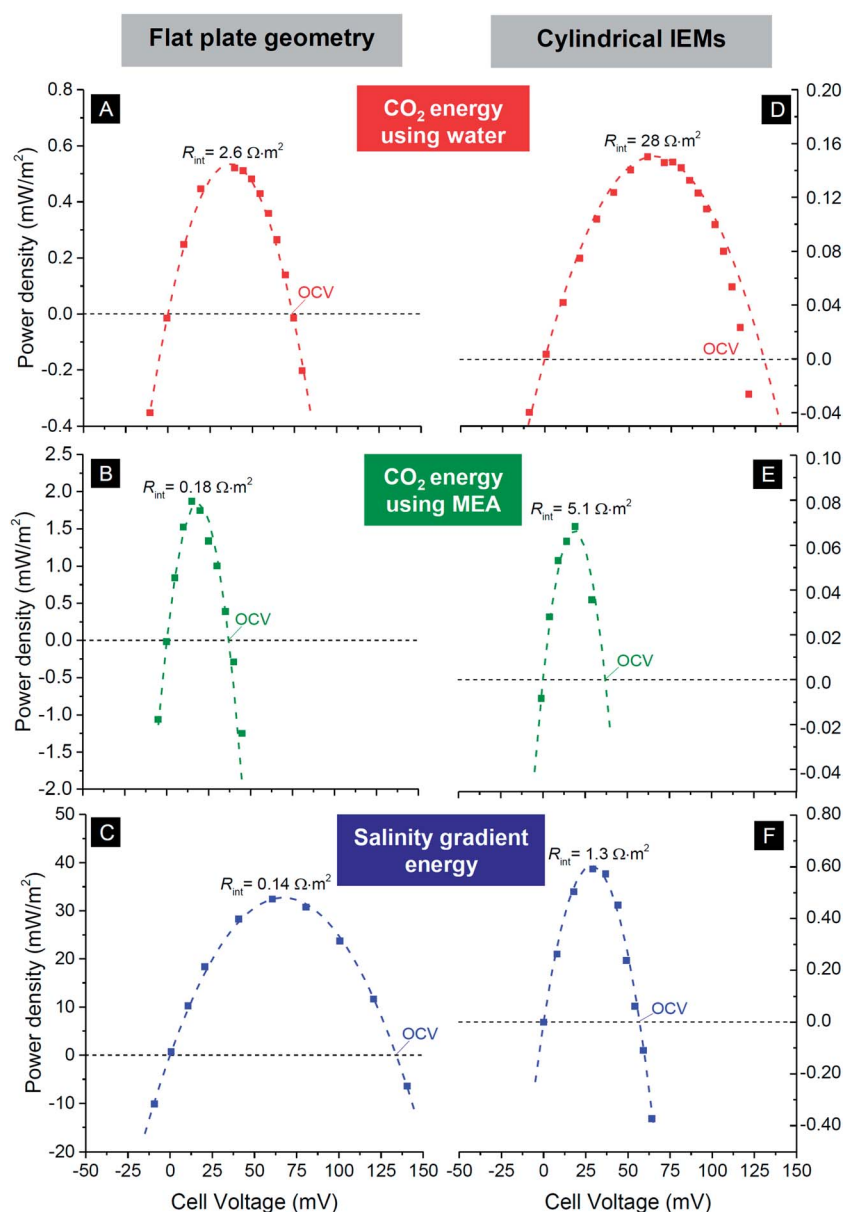 Flat plate geometry
Cylindrical IEMs
A
CO₂ energy
using water
D
R_int = 2.6 Ω·m²
R_int = 28 Ω·m²
OCV
OCV
Power density (mW/m²)
0.8
0.6
0.4
0.2
0.0
-0.2
-0.4
0.20
0.16
0.12
0.08
0.04
0.0
-0.04
B
CO₂ energy
using MEA
E
R_int = 0.18 Ω·m²
R_int = 5.1 Ω·m²
OCV
OCV
Power density (mW/m²)
2.5
2.0
1.5
1.0
0.5
0.0
-0.5
-1.0
-1.5
-2.0
0.10
0.08
0.06
0.04
0.02
0.0
-0.02
-0.04
C
Salinity gradient
energy
F
R_int = 0.14 Ω·m²
R_int = 1.3 Ω·m²
OCV
OCV
Power density (mW/m²)
50
40
30
20
10
0
-10
-20
0.80
0.60
0.40
0.20
0.0
-0.20
-0.40
-50 -25 0 25 50 75 100 125 150
-50 -25 0 25 50 75 100 125 150
Cell Voltage (mV)
Cell Voltage (mV)